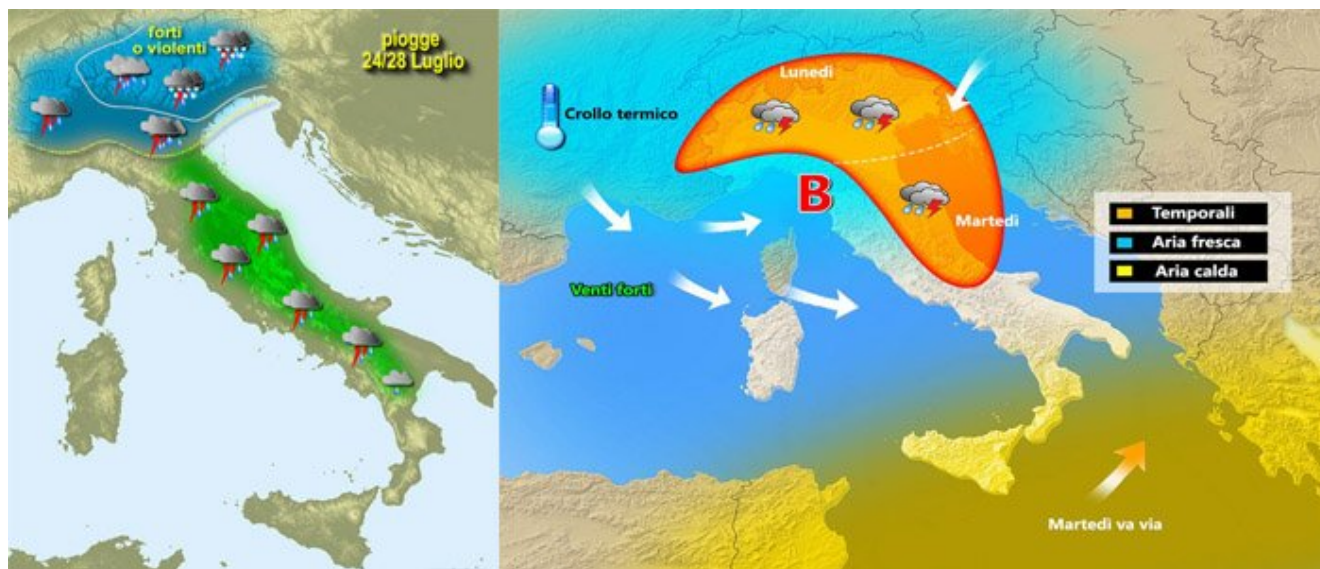 forti
o violenti
piogge
24/28 Luglio
Lunedì
Crollo termico
B
Martedì
Venti forti
Temporali
Aria fresca
Aria calda
Martedì va via